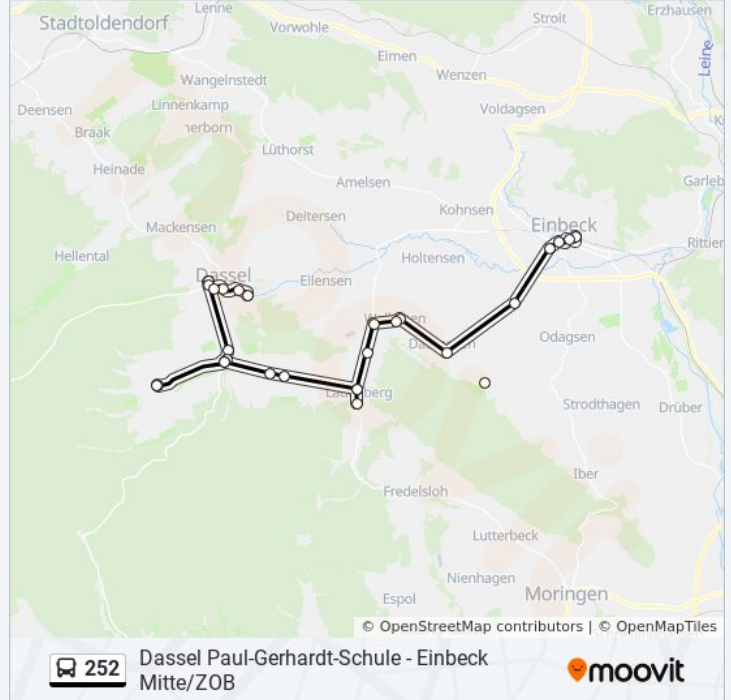 Lenne
Erzhausen
Stadtoldendorf
Vorwohle
Stroit
Eimen
Leine
Wenzen
Wangelnstedt
Deensen
Linnenkamp
Voldagsen
Braak
nerborn
Lüthorst
Heinade
Amelsen
Garleb
Deitersen
Kohnsen
Mackensen
Einbeck
Rittier
Hellental
Holtensen
Dassel
Ellensen
Odagsen
berg
Strodthagen
Drüber
Iber
Fredelsloh
Lutterbeck
Nienhagen
Espol
Moringen
© OpenStreetMap contributors | © OpenMapTiles
252
Dassel Paul-Gerhardt-Schule - Einbeck
Mitte/ZOB
moovit